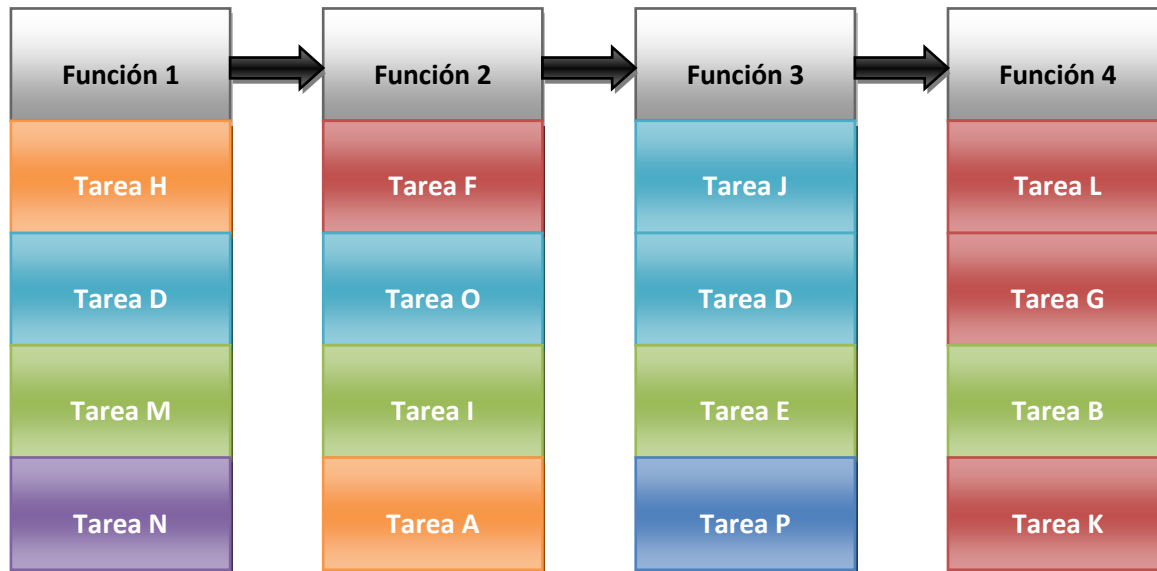 Función 1
Función 2
Función 3
Función 4
Tarea H
Tarea F
Tarea J
Tarea L
Tarea D
Tarea O
Tarea D
Tarea G
Tarea M
Tarea I
Tarea E
Tarea B
Tarea N
Tarea A
Tarea P
Tarea K